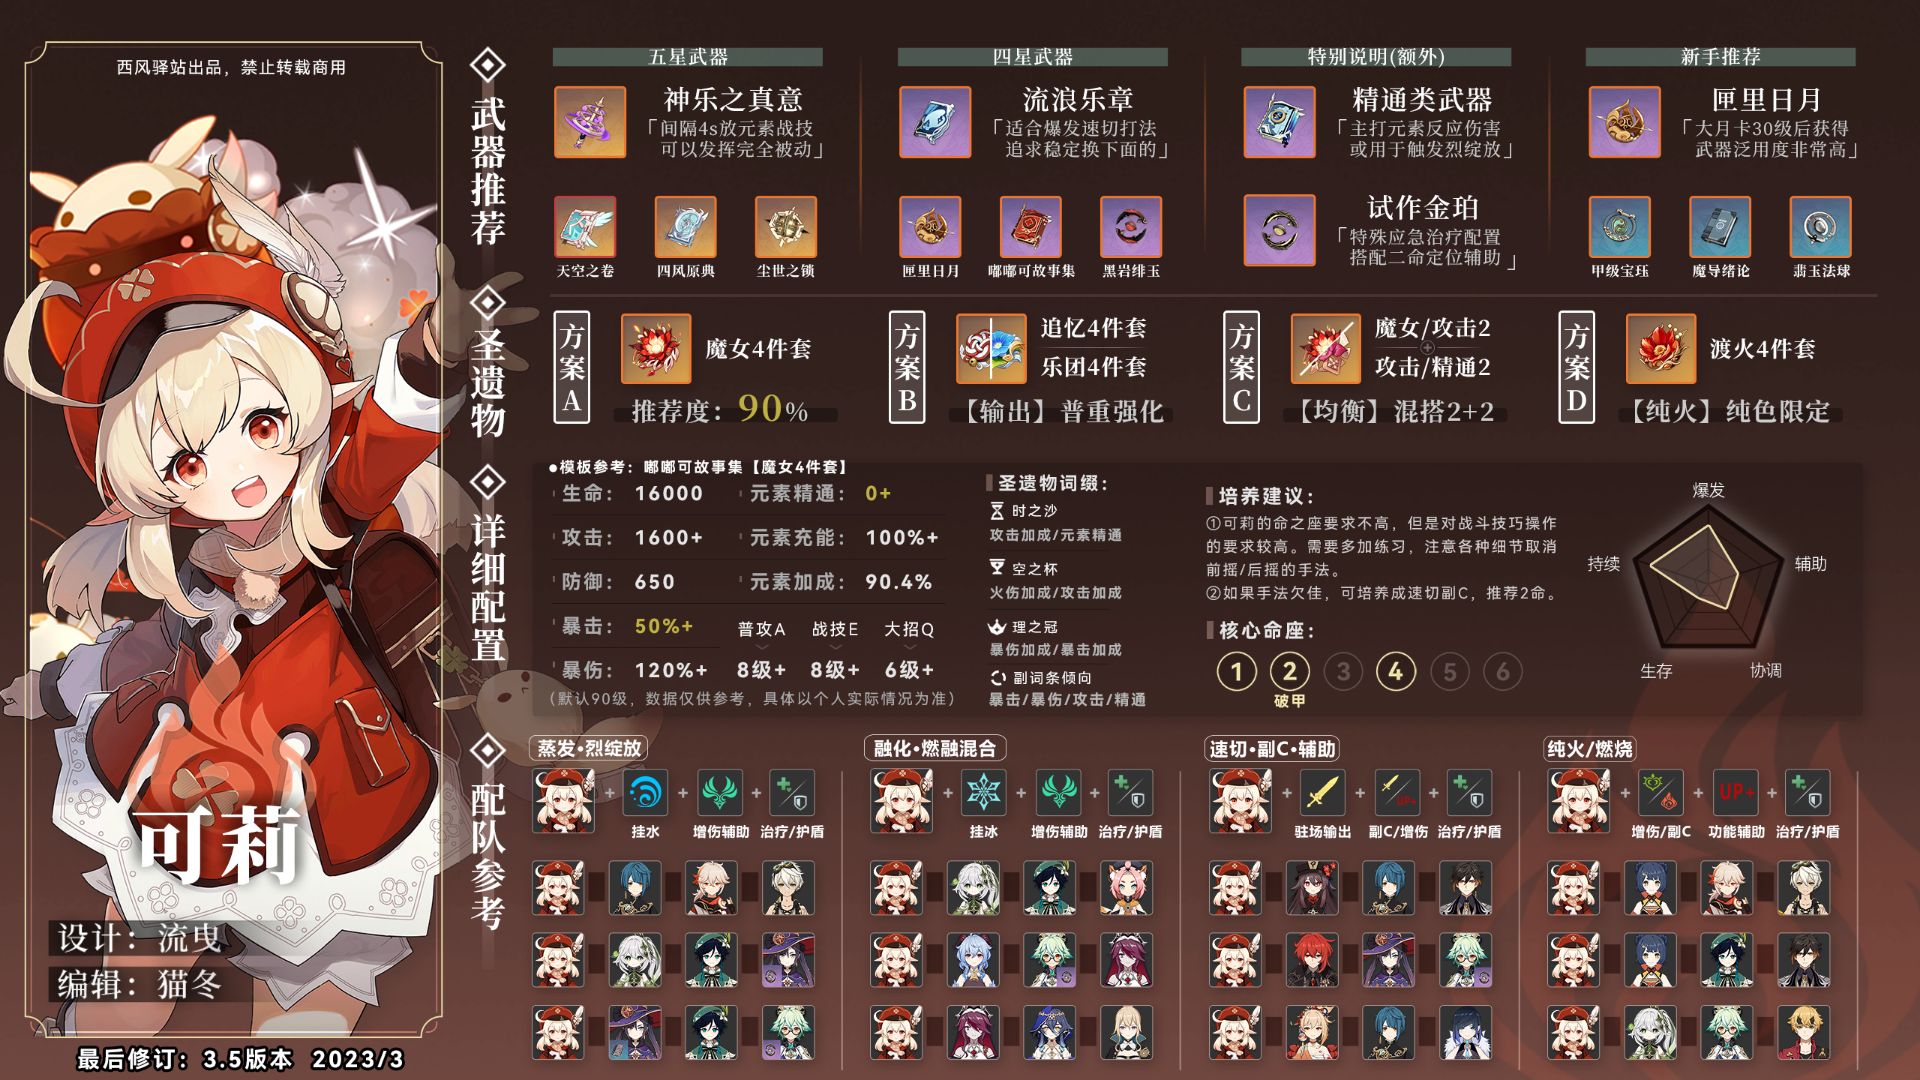 西风驿站出品，禁止转载商用
可莉
设计：流曳
编辑：猫冬
最后修订：3.5版本 2023/3
武器推荐
五星武器
神乐之真意
「间隔4s放元素战技
可以发挥完全被动」
天空之卷
四风原典
尘世之锁
四星武器
流浪乐章
「适合爆发速切打法
追求稳定换下面的」
匣里日月
嘟嘟可故事集
黑岩绯玉
特别说明(额外)
精通类武器
「主打元素反应伤害
或用于触发烈绽放」
试作金珀
「特殊应急治疗配置
搭配二命定位辅助」
新手推荐
匣里日月
「大月卡30级后获得
武器泛用度非常高」
甲级宝珏
魔导绪论
翡玉法球
圣遗物
方案A
魔女4件套
推荐度：90%
方案B
追忆4件套
乐团4件套
【输出】普重强化
方案C
魔女/攻击2
+
攻击/精通2
【均衡】混搭2+2
方案D
渡火4件套
【纯火】纯色限定
详细配置
●模板参考：嘟嘟可故事集【魔女4件套】
生命：16000 元素精通：0+
攻击：1600+ 元素充能：100%+
防御：650 元素加成：90.4%
暴击：50%+ 普攻A 战技E 大招Q
暴伤：120%+ 8级+ 8级+ 6级+
（默认90级，数据仅供参考，具体以个人实际情况为准）
圣遗物词缀：
时之沙
攻击加成/元素精通
空之杯
火伤加成/攻击加成
理之冠
暴伤加成/暴击加成
副词条倾向
暴击/暴伤/攻击/精通
培养建议：
①可莉的命之座要求不高，但是对战斗技巧操作
的要求较高。需要多加练习，注意各种细节取消
前摇/后摇的手法。
②如果手法欠佳，可培养成速切副C，推荐2命。
核心命座：
1 2 3 4 5 6
破甲
爆发
持续
辅助
生存
协调
配队参考
蒸发·烈绽放
+ + +
挂水 增伤辅助 治疗/护盾
融化·燃融混合
+ + +
挂冰 增伤辅助 治疗/护盾
速切·副C·辅助
+ + +
UP+
驻场输出 副C/增伤 治疗/护盾
纯火/燃烧
+ + +
UP+
增伤/副C 功能辅助 治疗/护盾